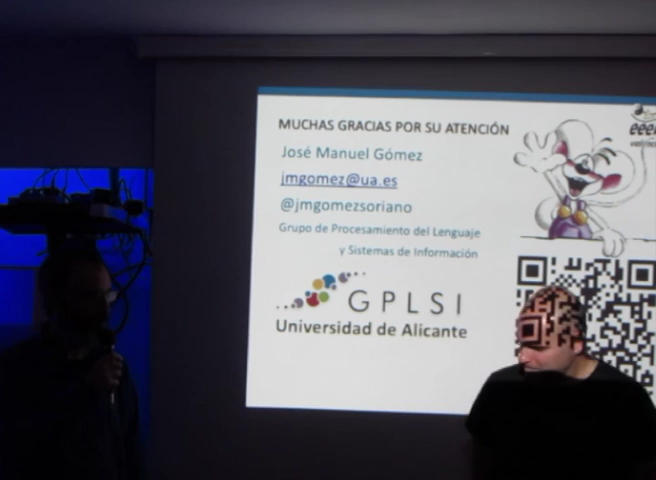 MUCHAS GRACIAS POR SU ATENCIÓN
José Manuel Gómez
jmgomez@ua.es
@jmgomezsoriano
Grupo de Procesamiento del Lenguaje
y Sistemas de Información
GPLSI
Universidad de Alicante